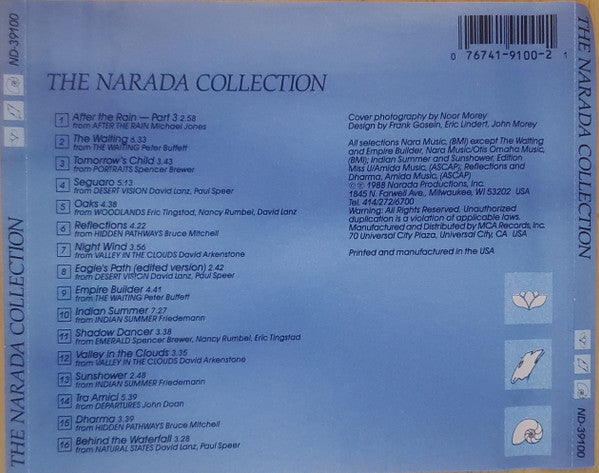 THE NARADA COLLECTION
ND-39100
0 76741-9100-2 1
THE NARADA COLLECTION
1 After the Rain — Part 3 2.58
from AFTER THE RAIN Michael Jones
2 The Waiting 6.33
from THE WAITING Peter Buffett
3 Tomorrow's Child 3.43
from PORTRAITS Spencer Brewer
4 Seguaro 5:13
from DESERT VISION David Lanz, Paul Speer
5 Oaks 4.38
from WOODLANDS Eric Tingstad, Nancy Rumbel, David Lanz
6 Reflections 4.22
from HIDDEN PATHWAYS Bruce Mitchell
7 Night Wind 3.56
from VALLEY IN THE CLOUDS David Arkenstone
8 Eagle's Path (edited version) 2.42
from DESERT VISION David Lanz, Paul Speer
9 Empire Builder 4.41
from THE WAITING Peter Buffett
10 Indian Summer 7.27
from INDIAN SUMMER Friedemann
11 Shadow Dancer 3.38
from EMERALD Spencer Brewer, Nancy Rumbel, Eric Tingstad
12 Valley in the Clouds 3.35
from VALLEY IN THE CLOUDS David Arkenstone
13 Sunshower 2.48
from INDIAN SUMMER Friedemann
14 Tra Amici 5.39
from DEPARTURES John Doan
15 Dharma 5.39
from HIDDEN PATHWAYS Bruce Mitchell
16 Behind the Waterfall 3.28
from NATURAL STATES David Lanz, Paul Speer
Cover photography by Noor Morey
Design by Frank Gosein, Eric Lindert, John Morey
All selections Nara Music, (BMI) except The Waiting
and Empire Builder, Nara Music/Otis Omaha Music,
(BMI); Indian Summer and Sunshower, Edition
Miss U/Amida Music, (ASCAP); Reflections and
Dharma, Amida Music, (ASCAP)
©℗ 1988 Narada Productions, Inc.
1845 N. Farwell Ave., Milwaukee, WI 53202 USA
Tel. 414/272/6700
Warning: All Rights Reserved. Unauthorized
duplication is a violation of applicable laws.
Manufactured and Distributed by MCA Records, Inc.
70 Universal City Plaza, Universal City, CA USA
Printed and manufactured in the USA
THE NARADA COLLECTION
ND-39100